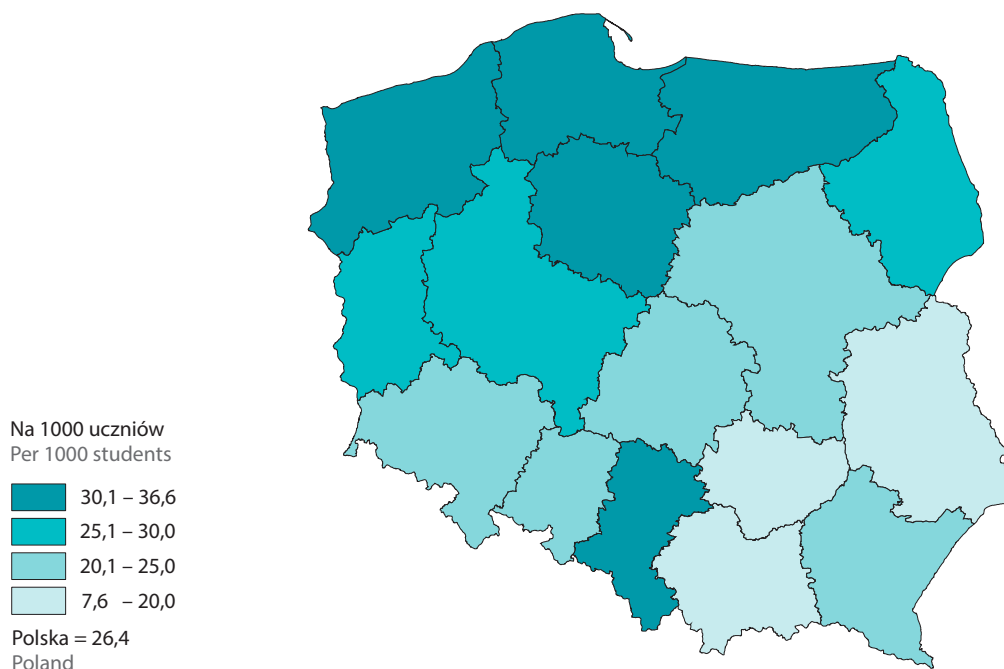 Na 1000 uczniów
Per 1000 students
30,1 – 36,6
25,1 – 30,0
20,1 – 25,0
7,6 – 20,0
Polska = 26,4
Poland